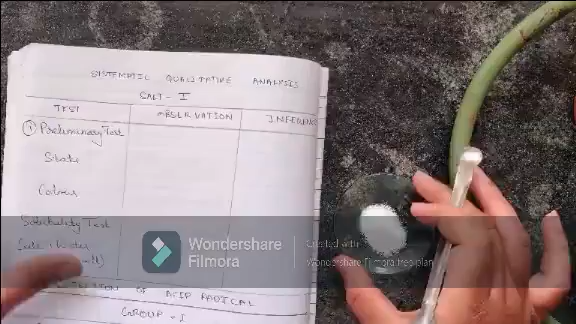 SYSTEMATIC QUALITATIVE ANALYSIS
SALT - I
TEST OBSERVATION INFERENCE
① Preliminary Test
State
Colour
Solubility Test
Wondershare
Filmora
Created with
Wondershare Filmora free plan
OF ACID RADICAL
GROUP - I